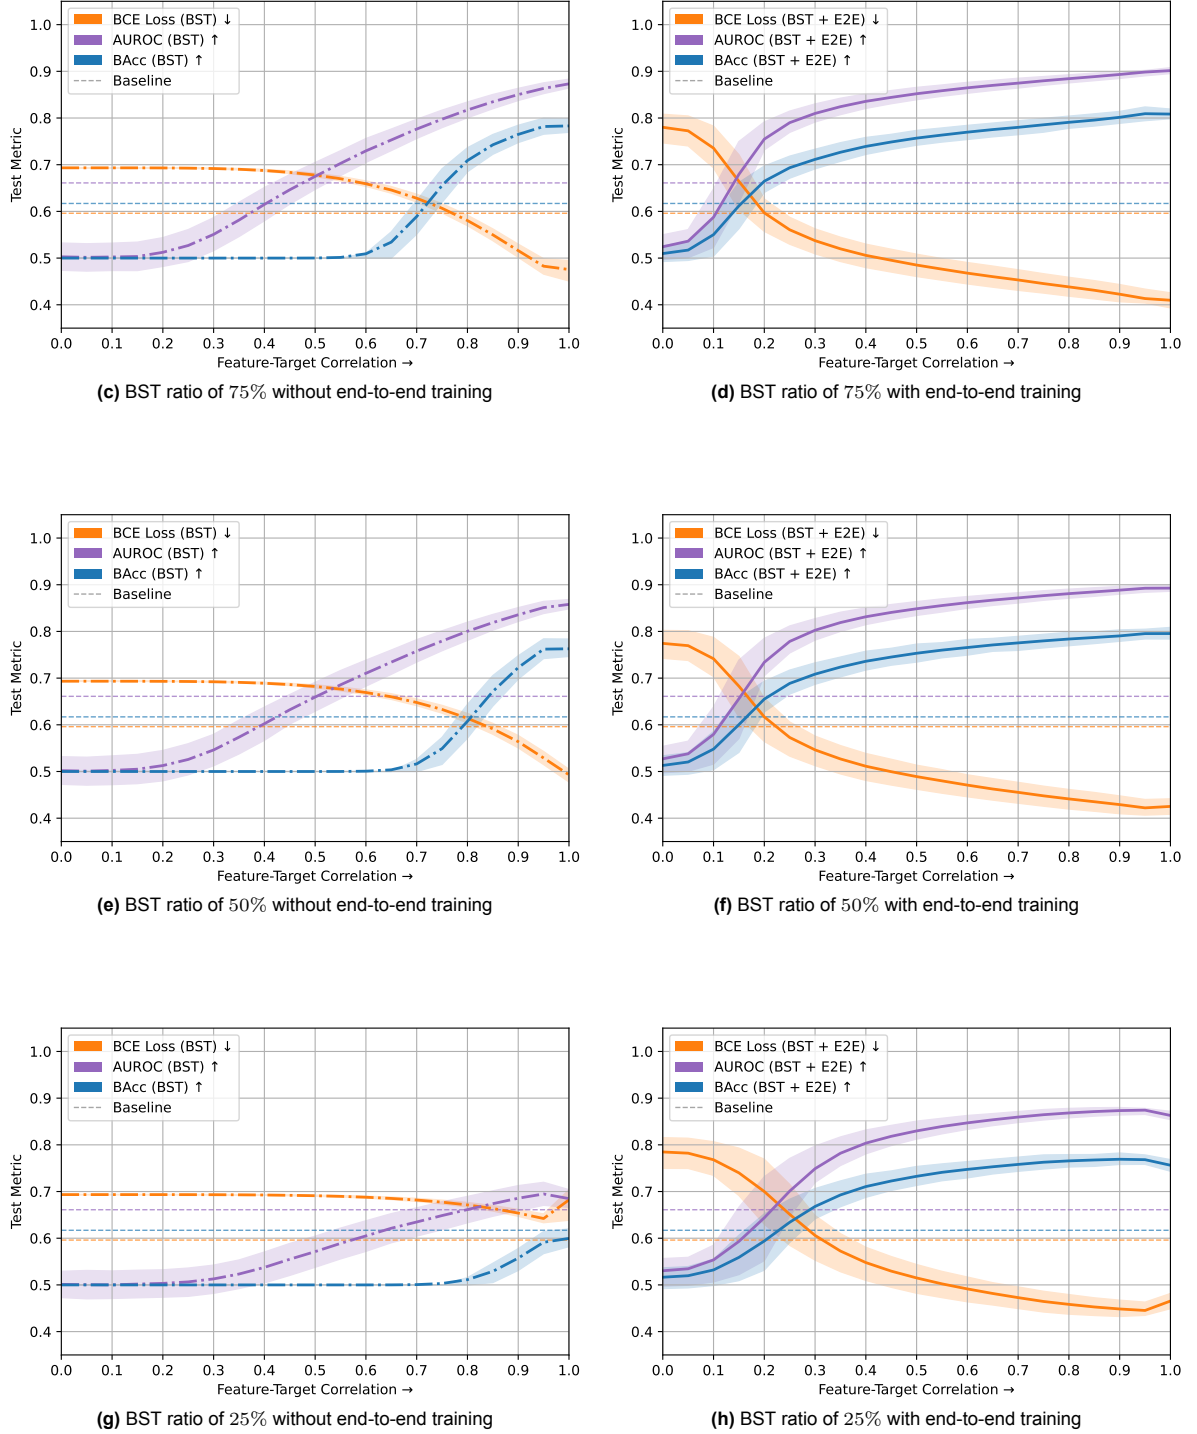 BCE Loss (BST) ↓
AUROC (BST) ↑
BAcc (BST) ↑
Baseline
1.0
0.9
0.8
0.7
0.6
0.5
0.4
Test Metric
0.0 0.1 0.2 0.3 0.4 0.5 0.6 0.7 0.8 0.9 1.0
Feature-Target Correlation →
(c) BST ratio of 75% without end-to-end training
BCE Loss (BST + E2E) ↓
AUROC (BST + E2E) ↑
BAcc (BST + E2E) ↑
Baseline
1.0
0.9
0.8
0.7
0.6
0.5
0.4
Test Metric
0.0 0.1 0.2 0.3 0.4 0.5 0.6 0.7 0.8 0.9 1.0
Feature-Target Correlation →
(d) BST ratio of 75% with end-to-end training
BCE Loss (BST) ↓
AUROC (BST) ↑
BAcc (BST) ↑
Baseline
1.0
0.9
0.8
0.7
0.6
0.5
0.4
Test Metric
0.0 0.1 0.2 0.3 0.4 0.5 0.6 0.7 0.8 0.9 1.0
Feature-Target Correlation →
(e) BST ratio of 50% without end-to-end training
BCE Loss (BST + E2E) ↓
AUROC (BST + E2E) ↑
BAcc (BST + E2E) ↑
Baseline
1.0
0.9
0.8
0.7
0.6
0.5
0.4
Test Metric
0.0 0.1 0.2 0.3 0.4 0.5 0.6 0.7 0.8 0.9 1.0
Feature-Target Correlation →
(f) BST ratio of 50% with end-to-end training
BCE Loss (BST) ↓
AUROC (BST) ↑
BAcc (BST) ↑
Baseline
1.0
0.9
0.8
0.7
0.6
0.5
0.4
Test Metric
0.0 0.1 0.2 0.3 0.4 0.5 0.6 0.7 0.8 0.9 1.0
Feature-Target Correlation →
(g) BST ratio of 25% without end-to-end training
BCE Loss (BST + E2E) ↓
AUROC (BST + E2E) ↑
BAcc (BST + E2E) ↑
Baseline
1.0
0.9
0.8
0.7
0.6
0.5
0.4
Test Metric
0.0 0.1 0.2 0.3 0.4 0.5 0.6 0.7 0.8 0.9 1.0
Feature-Target Correlation →
(h) BST ratio of 25% with end-to-end training